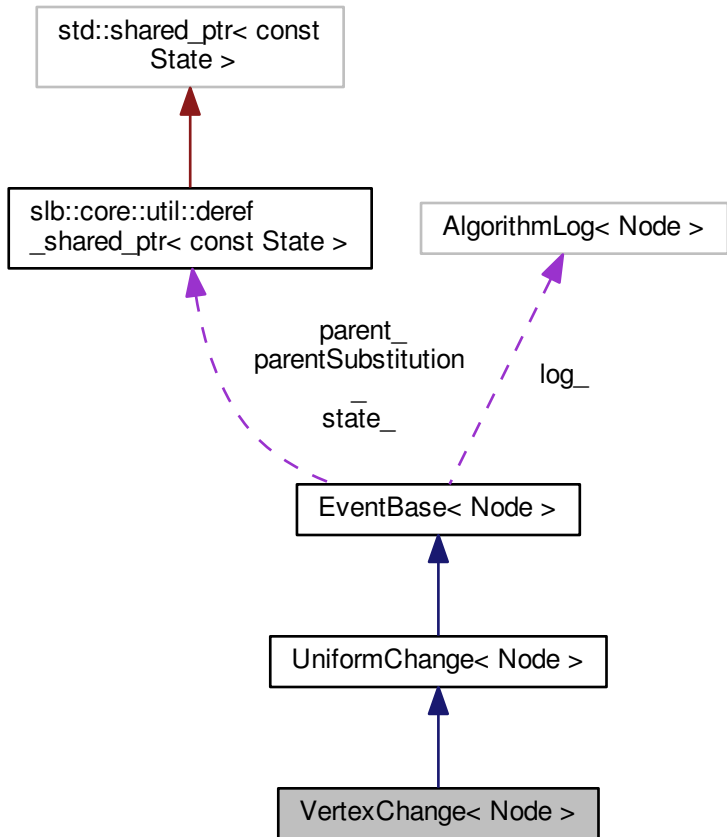 std::shared_ptr< const
State >
slb::core::util::deref
_shared_ptr< const State >
AlgorithmLog< Node >
parent_
parentSubstitution
_
state_
log_
EventBase< Node >
UniformChange< Node >
VertexChange< Node >